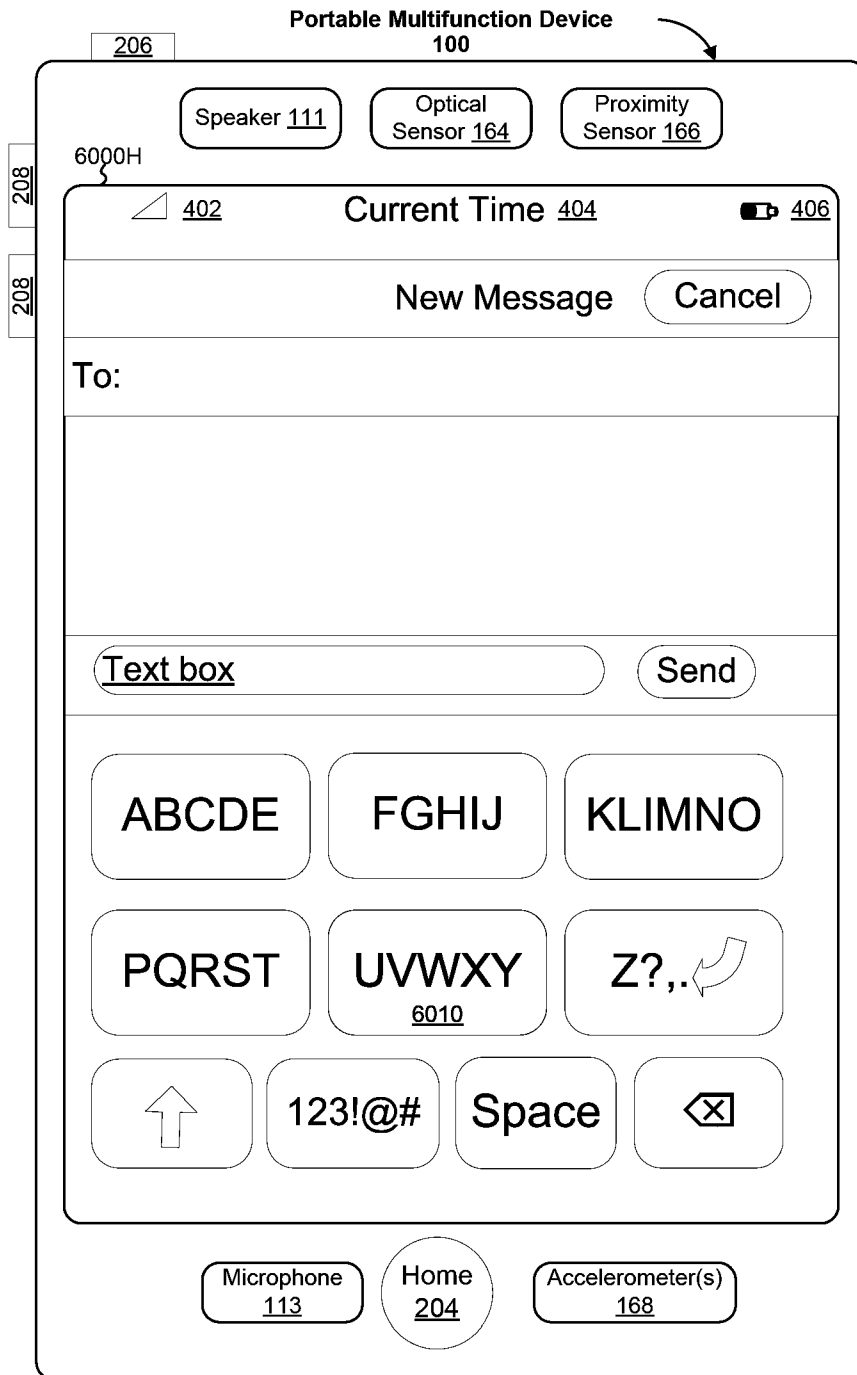 Portable Multifunction Device
100
206
Speaker 111
Optical
Sensor 164
Proximity
Sensor 166
208
6000H
402
Current Time 404
406
208
New Message
Cancel
To:
Text box
Send
ABCDE
FGHIJ
KLIMNO
PQRST
UVWXY
6010
Z?,.
123!@#
Space
Microphone
113
Home
204
Accelerometer(s)
168